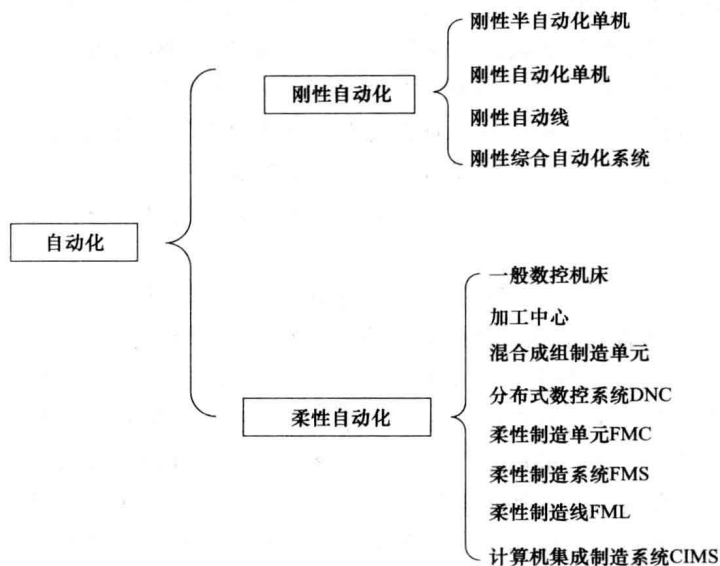 自动化
刚性自动化
刚性半自动化单机
刚性自动化单机
刚性自动线
刚性综合自动化系统
柔性自动化
一般数控机床
加工中心
混合成组制造单元
分布式数控系统DNC
柔性制造单元FMC
柔性制造系统FMS
柔性制造线FML
计算机集成制造系统CIMS